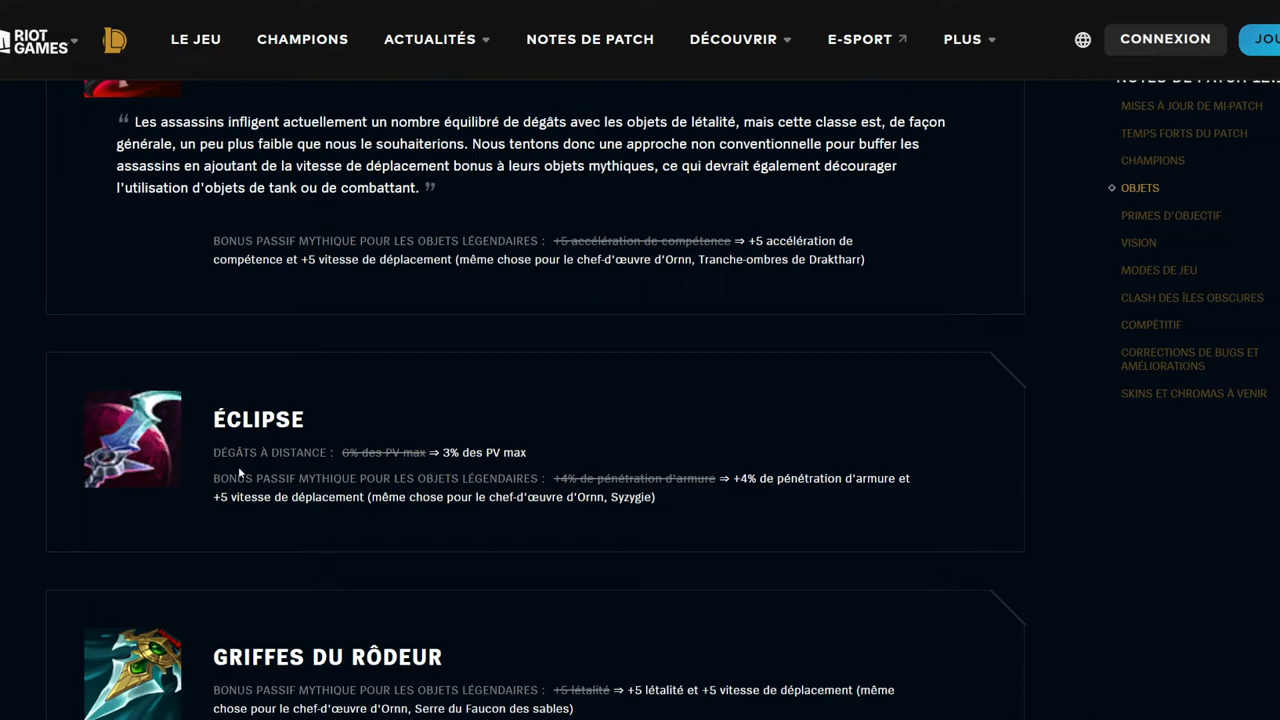 RIOT
GAMES
LE JEU
CHAMPIONS
ACTUALITÉS
NOTES DE PATCH
DÉCOUVRIR
E-SPORT
PLUS
CONNEXION
“ Les assassins infligent actuellement un nombre équilibré de dégâts avec les objets de létalité, mais cette classe est, de façon
générale, un peu plus faible que nous le souhaiterions. Nous tentons donc une approche non conventionnelle pour buffer les
assassins en ajoutant de la vitesse de déplacement bonus à leurs objets mythiques, ce qui devrait également décourager
l'utilisation d'objets de tank ou de combattant. ”
BONUS PASSIF MYTHIQUE POUR LES OBJETS LÉGENDAIRES : +5 accélération de compétence ⇒ +5 accélération de
compétence et +5 vitesse de déplacement (même chose pour le chef-d'œuvre d'Ornn, Tranche-ombres de Draktharr)
ÉCLIPSE
DÉGÂTS À DISTANCE : 6% des PV max ⇒ 3% des PV max
BONUS PASSIF MYTHIQUE POUR LES OBJETS LÉGENDAIRES : +4% de pénétration d'armure ⇒ +4% de pénétration d'armure et
+5 vitesse de déplacement (même chose pour le chef-d'œuvre d'Ornn, Syzygie)
GRIFFES DU RÔDEUR
BONUS PASSIF MYTHIQUE POUR LES OBJETS LÉGENDAIRES : +5 létalité ⇒ +5 létalité et +5 vitesse de déplacement (même
chose pour le chef-d'œuvre d'Ornn, Serre du Faucon des sables)
NOTES DE PATCH
MISES À JOUR DE MI-PATCH
TEMPS FORTS DU PATCH
CHAMPIONS
OBJETS
PRIMES D'OBJECTIF
VISION
MODES DE JEU
CLASH DES ÎLES OBSCURES
COMPÉTITIF
CORRECTIONS DE BUGS ET
AMÉLIORATIONS
SKINS ET CHROMAS À VENIR